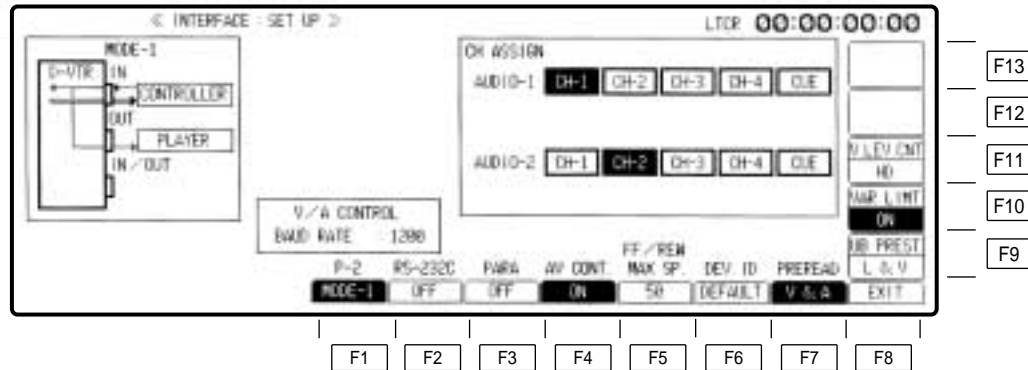 ≪ INTERFACE : SET UP ≫
LTCR 00:00:00:00
MODE-1
D-VTR IN
CONTROLLER
OUT
PLAYER
IN/OUT
CH ASSIGN
AUDIO-1 CH-1 CH-2 CH-3 CH-4 CUE
AUDIO-2 CH-1 CH-2 CH-3 CH-4 CUE
V/A CONTROL
BAUD RATE : 1200
V LEV CNT
HD
VAR LIMT
ON
UB PREST
L & V
P-2 RS-232C PARA AV CONT. FF/REW MAX SP. DEV. ID PREREAD
MODE-1 OFF OFF ON 50 DEFAULT V & A EXIT
F13
F12
F11
F10
F9
F1 F2 F3 F4 F5 F6 F7 F8